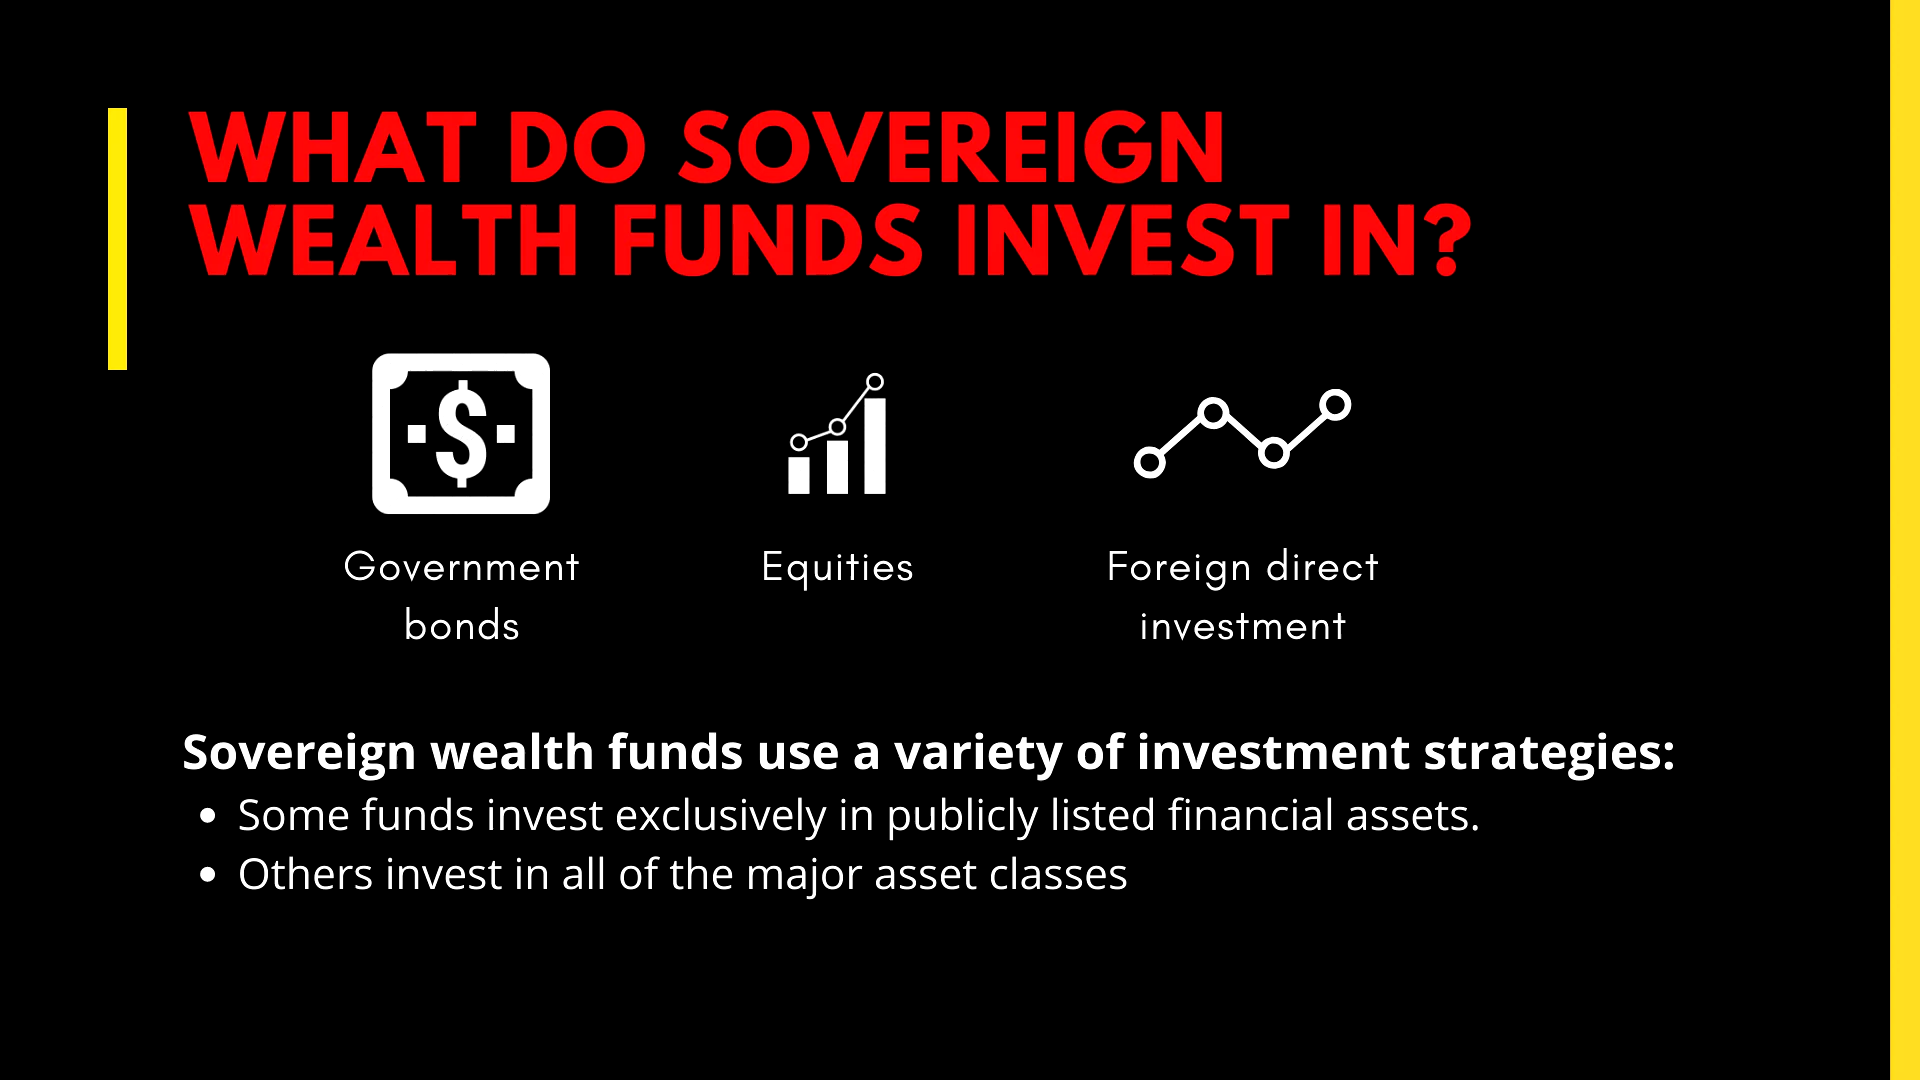 WHAT DO SOVEREIGN
WEALTH FUNDS INVEST IN?
$
Government
bonds
Equities
Foreign direct
investment
Sovereign wealth funds use a variety of investment strategies:
• Some funds invest exclusively in publicly listed financial assets.
• Others invest in all of the major asset classes